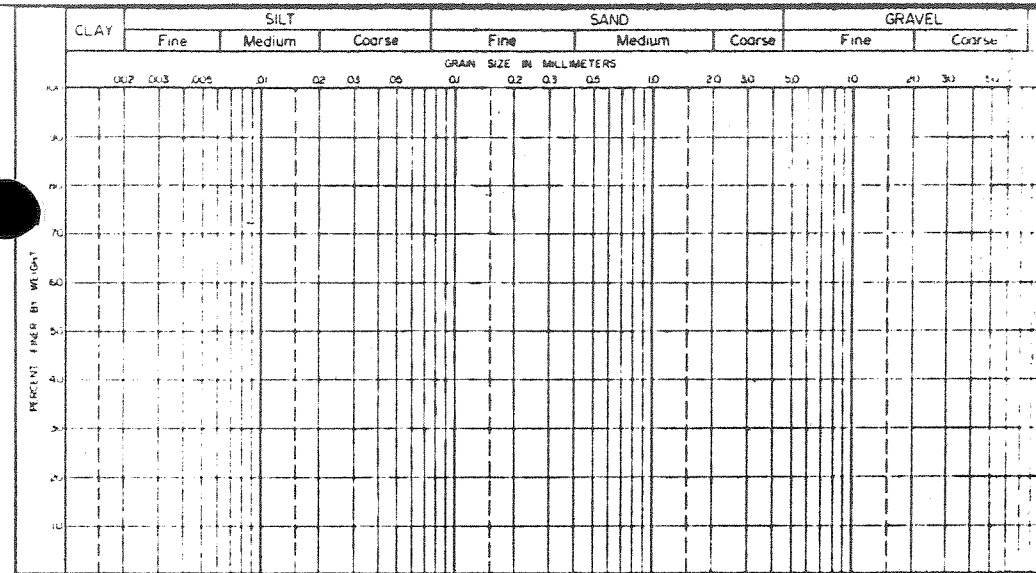 CLAY SILT SAND GRAVEL
Fine Medium Coarse Fine Medium Coarse Fine Coarse
GRAIN SIZE IN MILLIMETERS
.002 .003 .005 .01 .02 .03 .05 0.1 0.2 0.3 0.5 1.0 2.0 3.0 5.0 10 20 30
90
70
60
50
40
10
PERCENT FINER BY WEIGHT